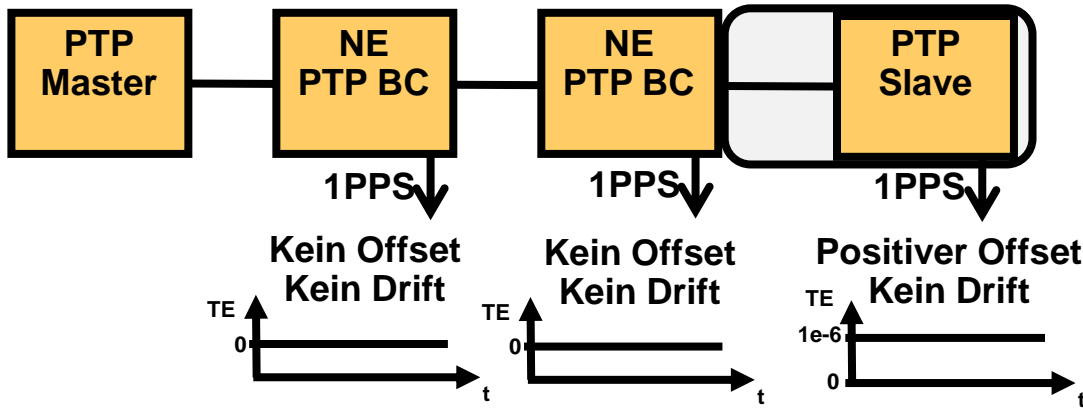 PTP
Master
NE
PTP BC
NE
PTP BC
PTP
Slave
1PPS
1PPS
1PPS
Kein Offset
Kein Drift
Kein Offset
Kein Drift
Positiver Offset
Kein Drift
TE
0
t
TE
0
t
TE
1e-6
0
t